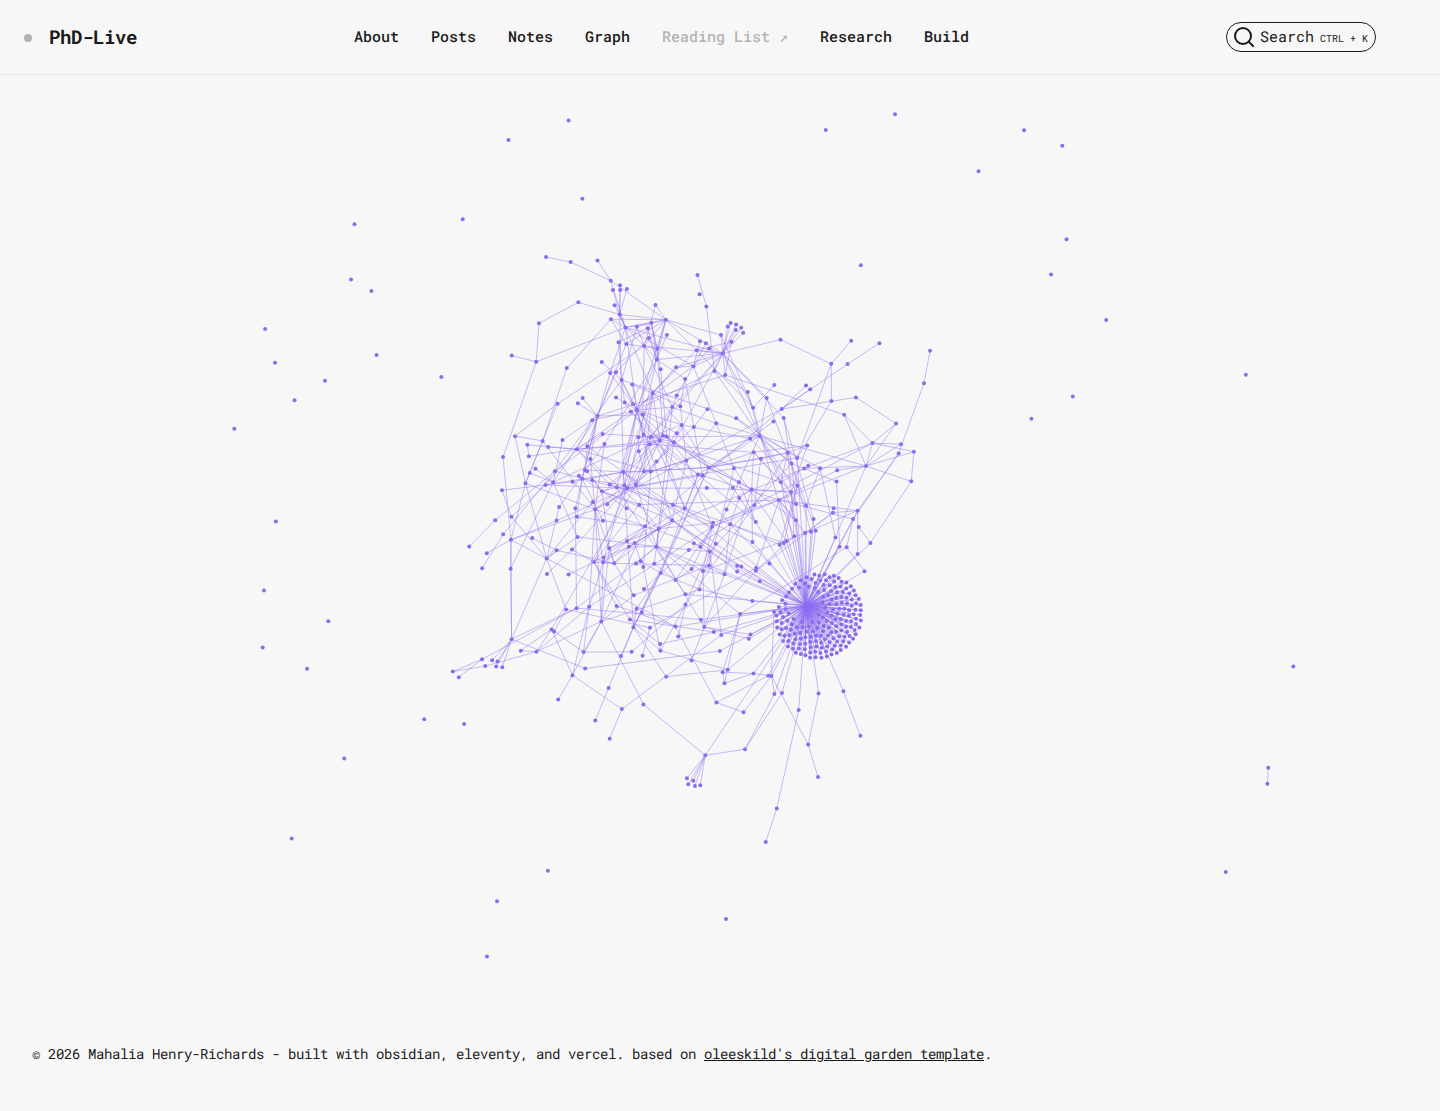 PhD-Live
About Posts Notes Graph Reading List ↗ Research Build
Search CTRL + K
© 2026 Mahalia Henry-Richards - built with obsidian, eleventy, and vercel. based on oleeskild's digital garden template.